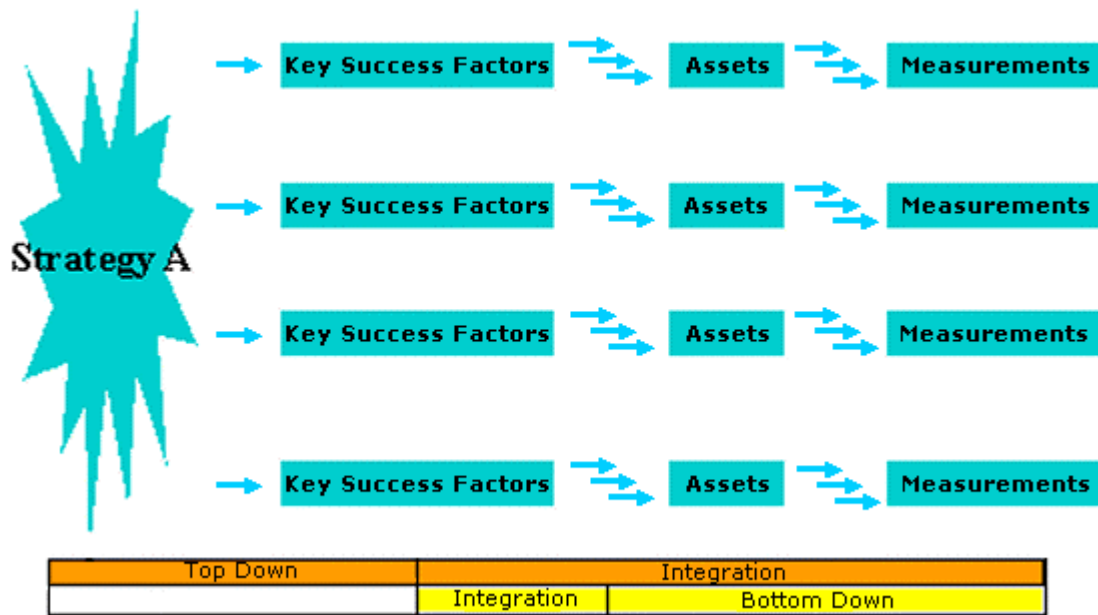 Key Success Factors Assets Measurements
Key Success Factors Assets Measurements
Strategy A
Key Success Factors Assets Measurements
Key Success Factors Assets Measurements
Top Down Integration
Integration Bottom Down